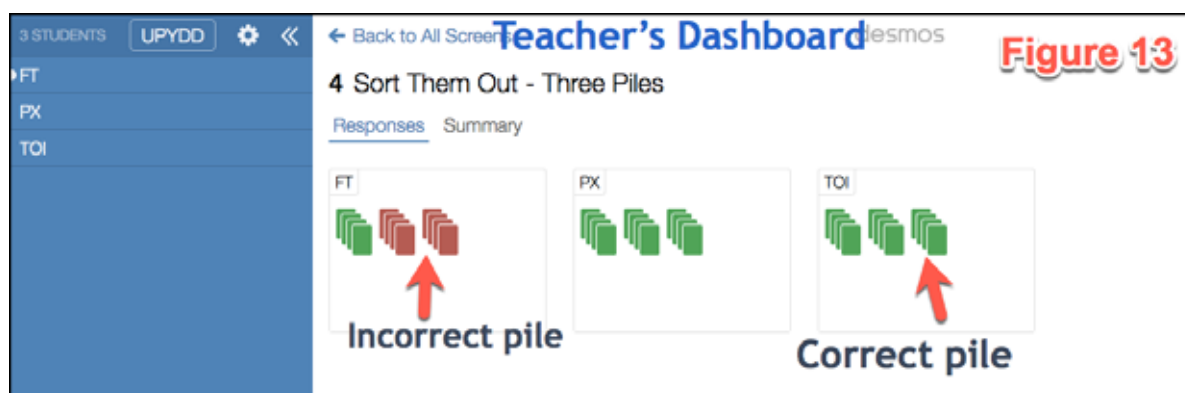 3 STUDENTS UPYDD
FT
PX
TOI
← Back to All Screens
Teacher's Dashboard
desmos
Figure 13
4 Sort Them Out - Three Piles
Responses Summary
FT PX TOI
Incorrect pile
Correct pile